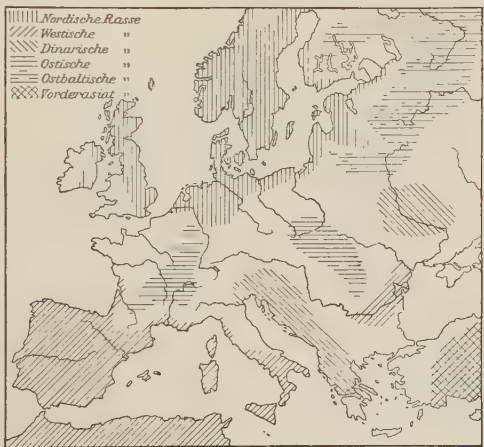 Nordische Rasse
Westische "
Dinarische "
Ostische "
Ostbaltische "
Vorderasiat "